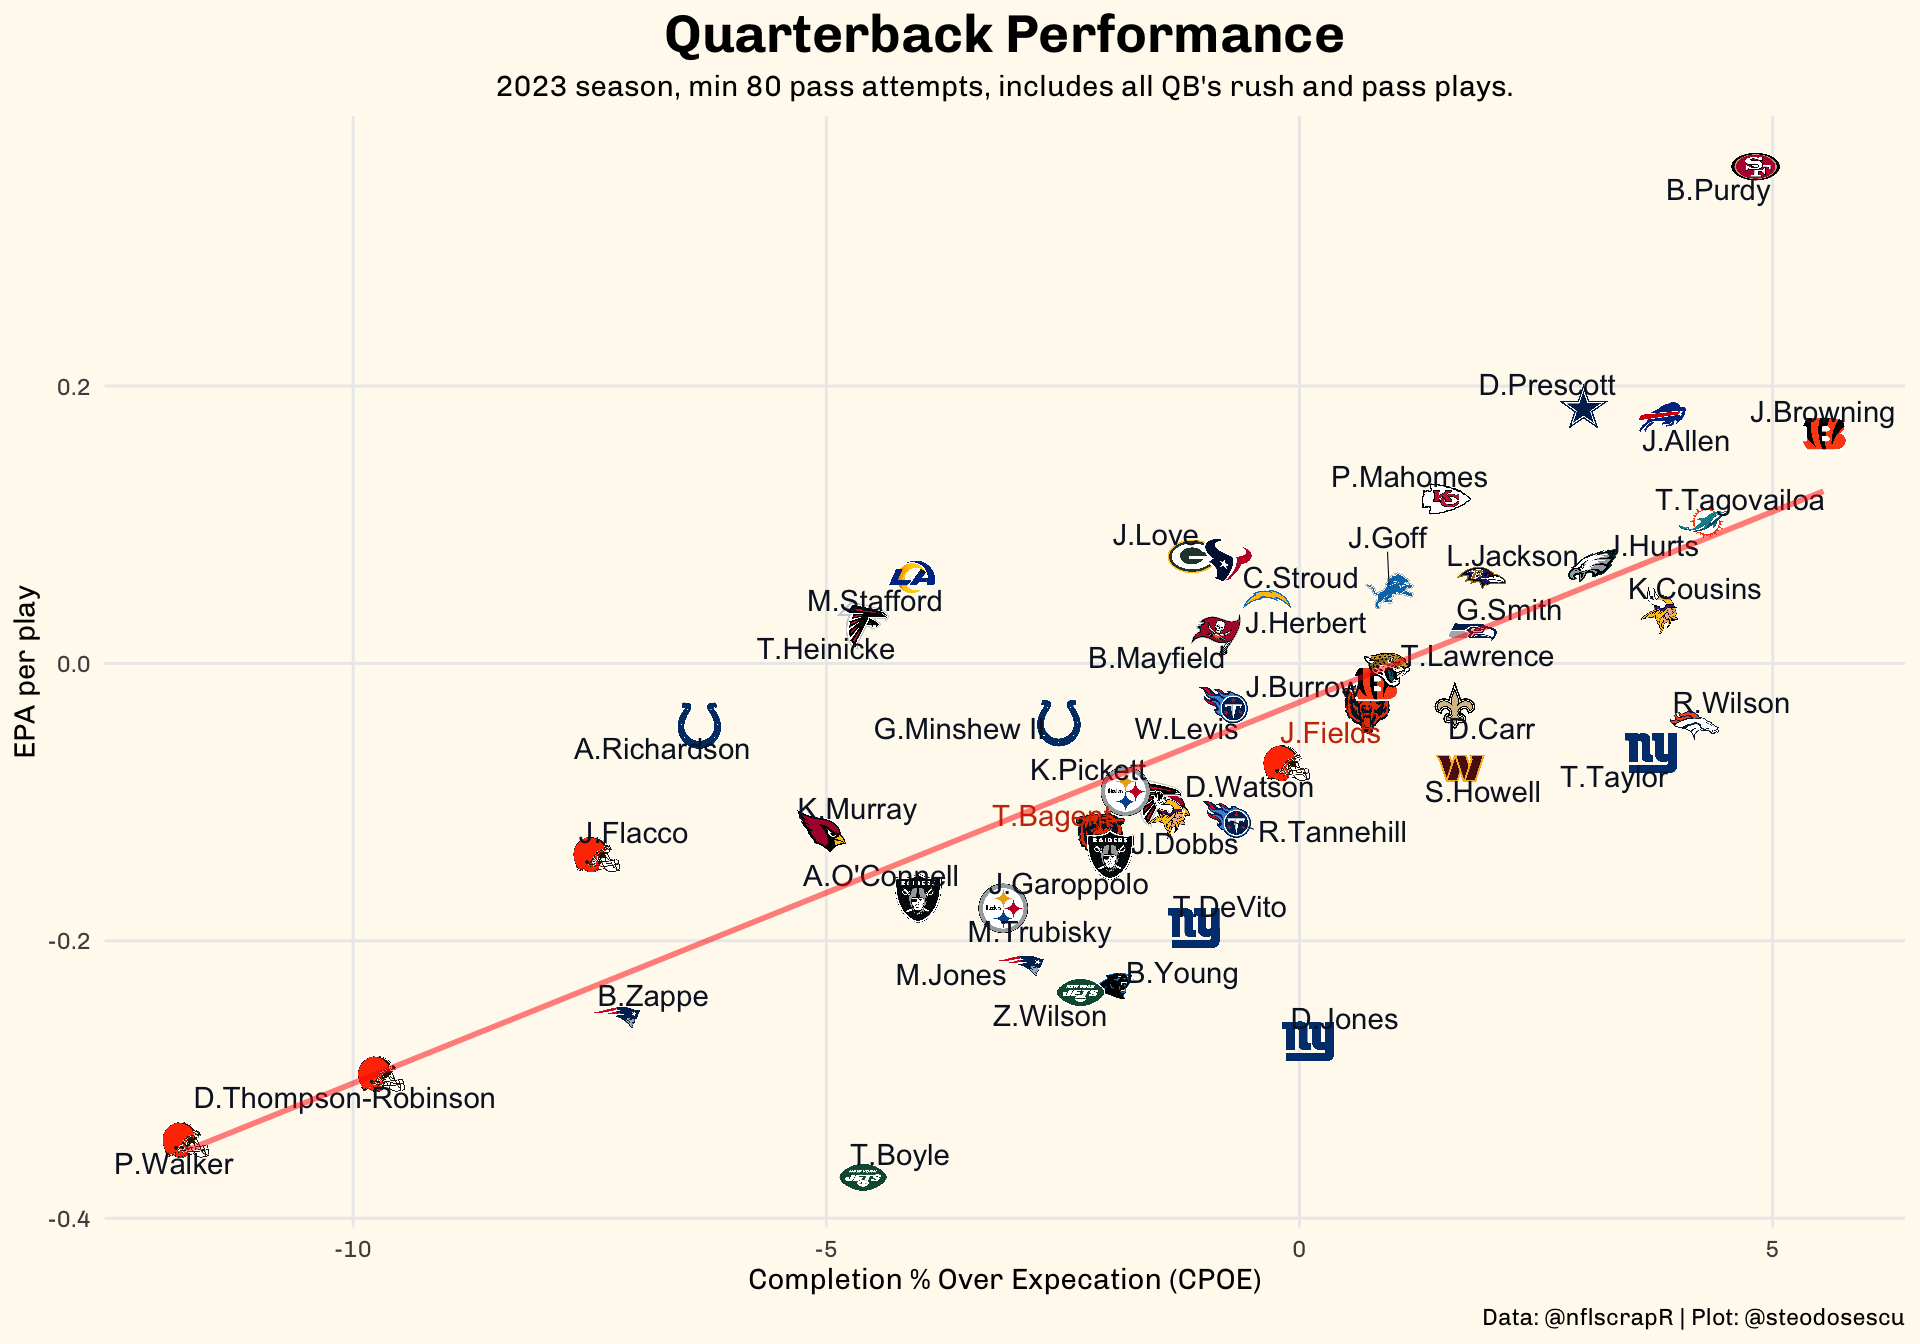 Quarterback Performance
2023 season, min 80 pass attempts, includes all QB's rush and pass plays.
B.Purdy
0.2
D.Prescott
J.Browning
J.Allen
P.Mahomes
T.Tagovailoa
J.Love
J.Goff
L.Jackson
J.Hurts
C.Stroud
K.Cousins
M.Stafford
G.Smith
J.Herbert
T.Heinicke
B.Mayfield
T.Lawrence
0.0
EPA per play
J.Burrow
R.Wilson
G.Minshew II
W.Levis
J.Fields
D.Carr
A.Richardson
K.Pickett
T.Taylor
D.Watson
S.Howell
K.Murray
T.Bagent
J.Flacco
J.Dobbs
R.Tannehill
A.O'Connell
J.Garoppolo
T.DeVito
M.Trubisky
-0.2
M.Jones
B.Young
B.Zappe
Z.Wilson
D.Jones
D.Thompson-Robinson
P.Walker
T.Boyle
-0.4
-10
-5
0
5
Completion % Over Expecation (CPOE)
Data: @nflscrapR | Plot: @steodosescu